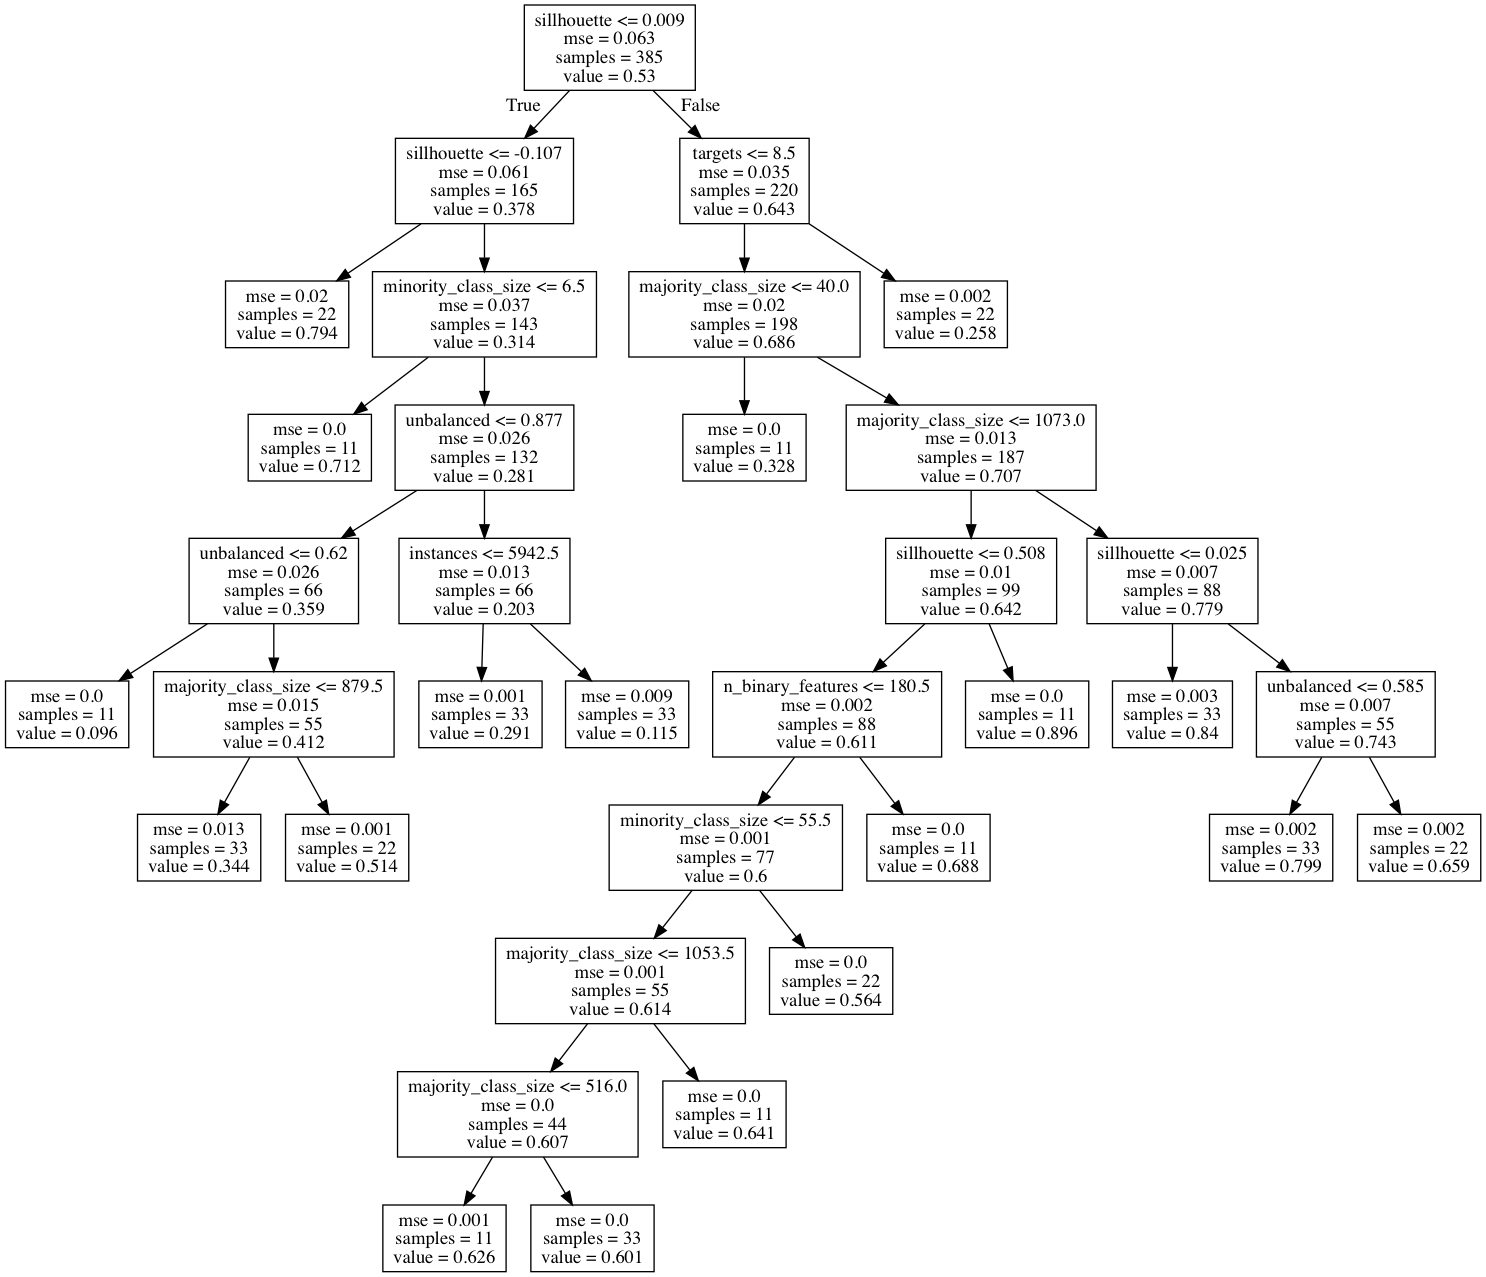 sillhouette <= 0.009
mse = 0.063
samples = 385
value = 0.53
True
False
sillhouette <= -0.107
mse = 0.061
samples = 165
value = 0.378
targets <= 8.5
mse = 0.035
samples = 220
value = 0.643
mse = 0.02
samples = 22
value = 0.794
minority_class_size <= 6.5
mse = 0.037
samples = 143
value = 0.314
majority_class_size <= 40.0
mse = 0.02
samples = 198
value = 0.686
mse = 0.002
samples = 22
value = 0.258
mse = 0.0
samples = 11
value = 0.712
unbalanced <= 0.877
mse = 0.026
samples = 132
value = 0.281
mse = 0.0
samples = 11
value = 0.328
majority_class_size <= 1073.0
mse = 0.013
samples = 187
value = 0.707
unbalanced <= 0.62
mse = 0.026
samples = 66
value = 0.359
instances <= 5942.5
mse = 0.013
samples = 66
value = 0.203
sillhouette <= 0.508
mse = 0.01
samples = 99
value = 0.642
sillhouette <= 0.025
mse = 0.007
samples = 88
value = 0.779
mse = 0.0
samples = 11
value = 0.096
majority_class_size <= 879.5
mse = 0.015
samples = 55
value = 0.412
mse = 0.001
samples = 33
value = 0.291
mse = 0.009
samples = 33
value = 0.115
n_binary_features <= 180.5
mse = 0.002
samples = 88
value = 0.611
mse = 0.0
samples = 11
value = 0.896
mse = 0.003
samples = 33
value = 0.84
unbalanced <= 0.585
mse = 0.007
samples = 55
value = 0.743
mse = 0.013
samples = 33
value = 0.344
mse = 0.001
samples = 22
value = 0.514
minority_class_size <= 55.5
mse = 0.001
samples = 77
value = 0.6
mse = 0.0
samples = 11
value = 0.688
mse = 0.002
samples = 33
value = 0.799
mse = 0.002
samples = 22
value = 0.659
majority_class_size <= 1053.5
mse = 0.001
samples = 55
value = 0.614
mse = 0.0
samples = 22
value = 0.564
majority_class_size <= 516.0
mse = 0.0
samples = 44
value = 0.607
mse = 0.0
samples = 11
value = 0.641
mse = 0.001
samples = 11
value = 0.626
mse = 0.0
samples = 33
value = 0.601